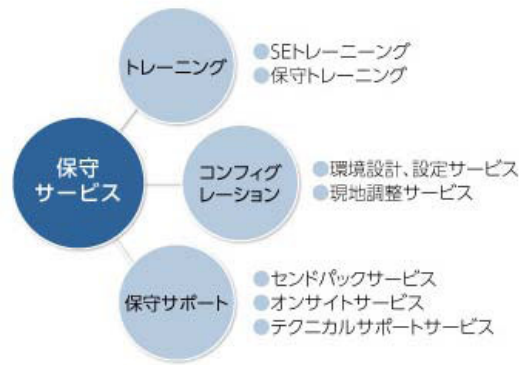 トレーニング
●SEトレーニーング
●保守トレーニング
保守
サービス
コンフィグ
レーション
●環境設計、設定サービス
●現地調整サービス
保守サポート
●センドバックサービス
●オンサイトサービス
●テクニカルサポートサービス